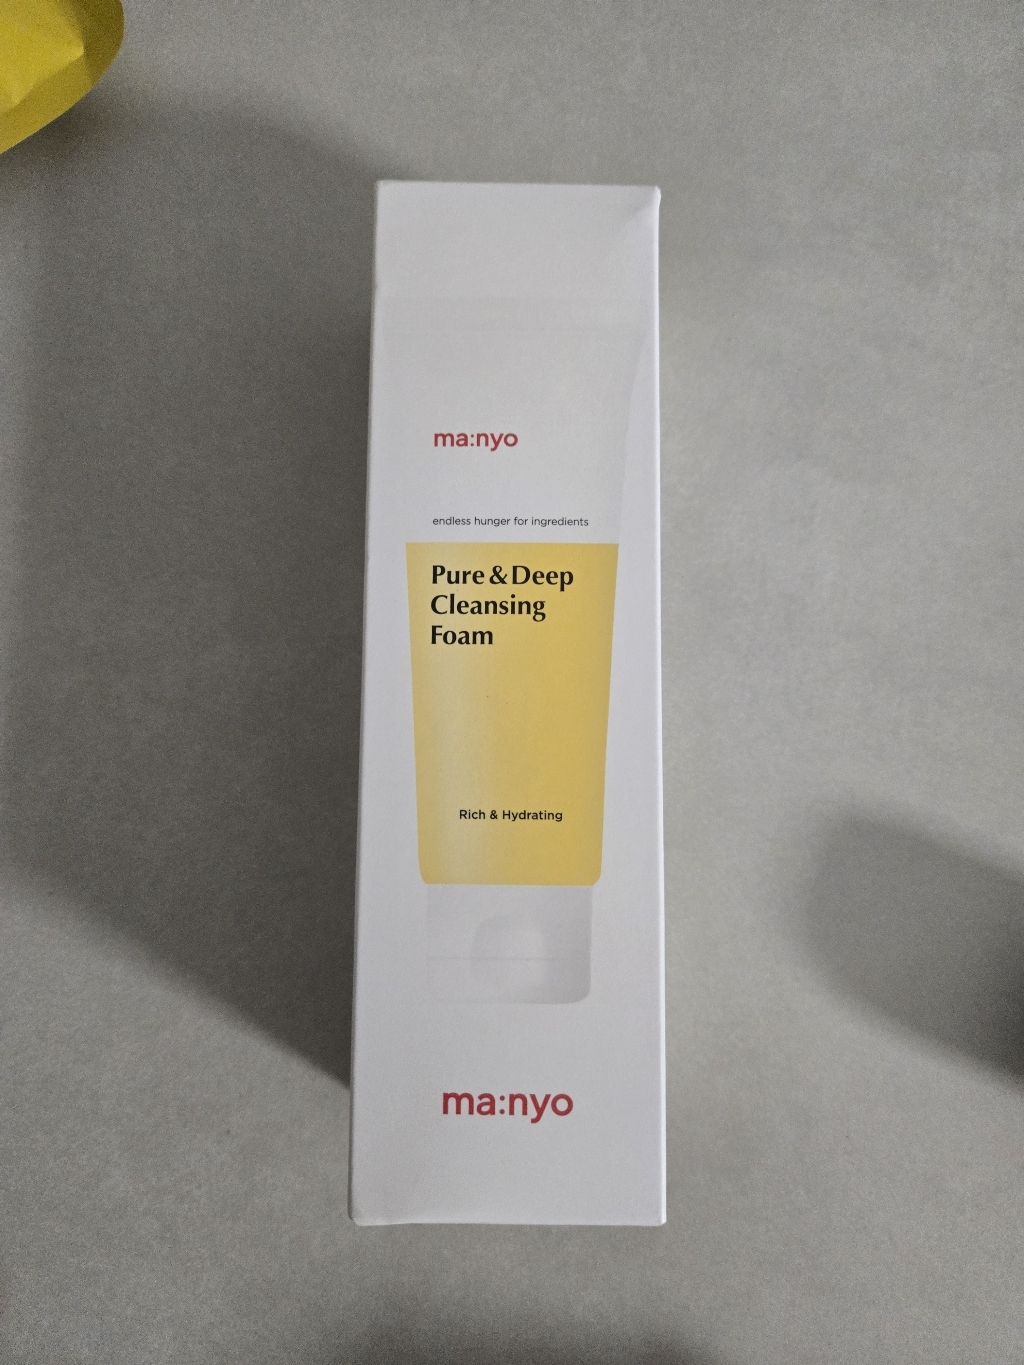 ma:nyo
endless hunger for ingredients
Pure & Deep
Cleansing
Foam
Rich & Hydrating
ma:nyo